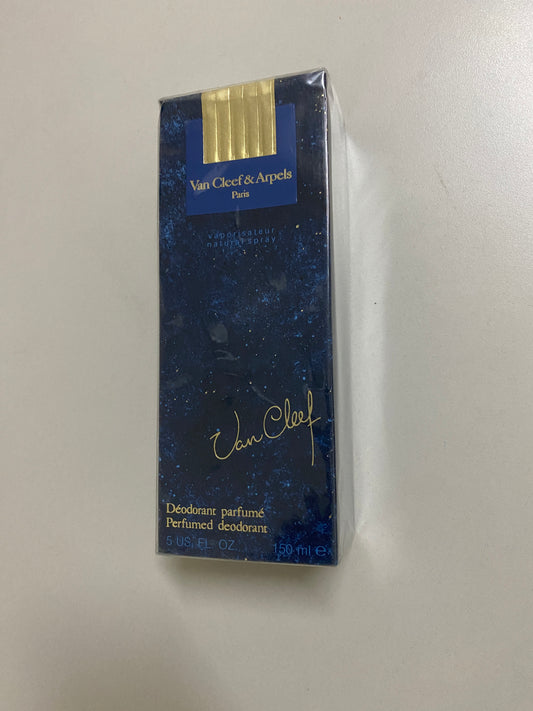 Van Cleef & Arpels
Paris
vaporisateur
natural spray
Van Cleef
Déodorant parfumé
Perfumed deodorant
5 US. FL. OZ. 150 ml ℮